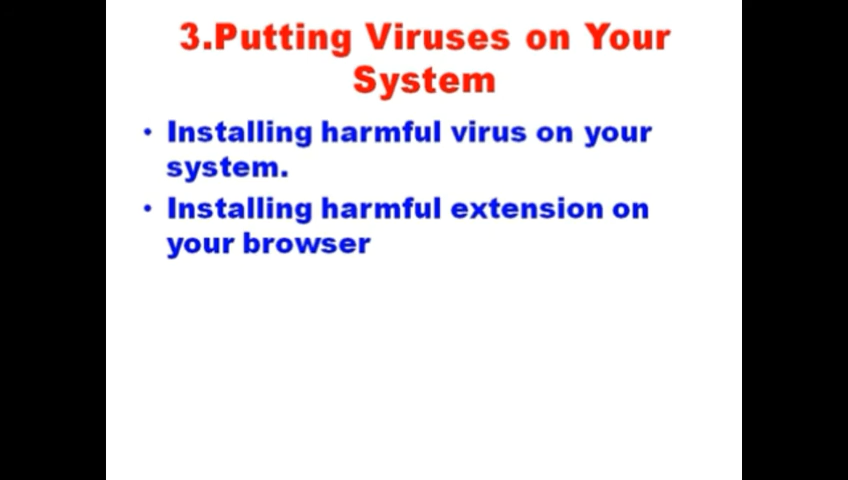 3.Putting Viruses on Your
System
• Installing harmful virus on your
system.
• Installing harmful extension on
your browser